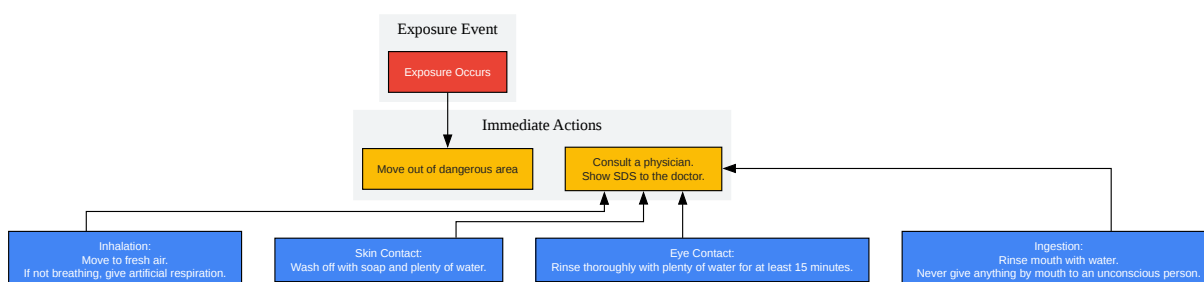 Exposure Event
Exposure Occurs
Immediate Actions
Move out of dangerous area
Consult a physician.
Show SDS to the doctor.
Inhalation:
Move to fresh air.
If not breathing, give artificial respiration.
Skin Contact:
Wash off with soap and plenty of water.
Eye Contact:
Rinse thoroughly with plenty of water for at least 15 minutes.
Ingestion:
Rinse mouth with water.
Never give anything by mouth to an unconscious person.